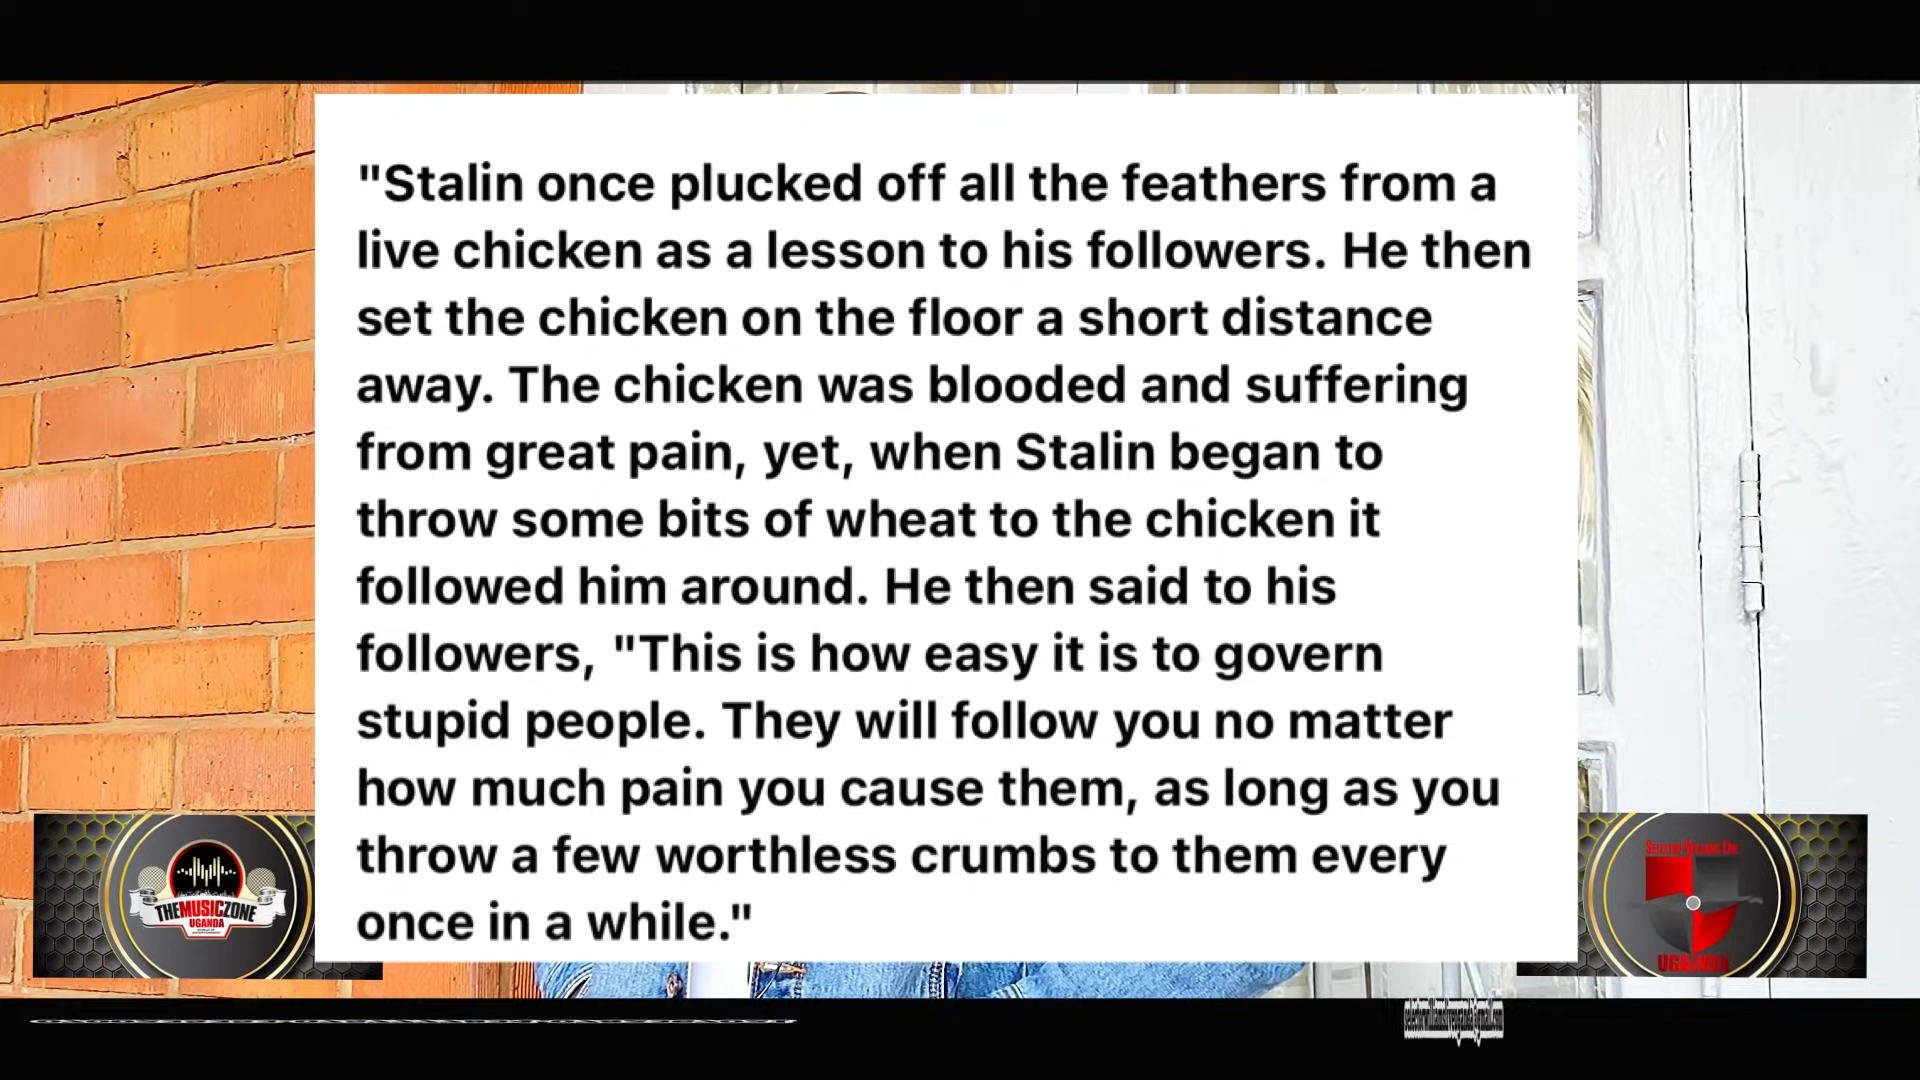 "Stalin once plucked off all the feathers from a
live chicken as a lesson to his followers. He then
set the chicken on the floor a short distance
away. The chicken was blooded and suffering
from great pain, yet, when Stalin began to
throw some bits of wheat to the chicken it
followed him around. He then said to his
followers, "This is how easy it is to govern
stupid people. They will follow you no matter
how much pain you cause them, as long as you
throw a few worthless crumbs to them every
once in a while."
THEMUSICZONE
UGANDA
UGANDA